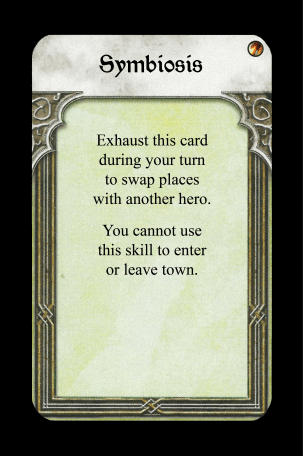 Symbiosis
Exhaust this card
during your turn
to swap places
with another hero.
You cannot use
this skill to enter
or leave town.